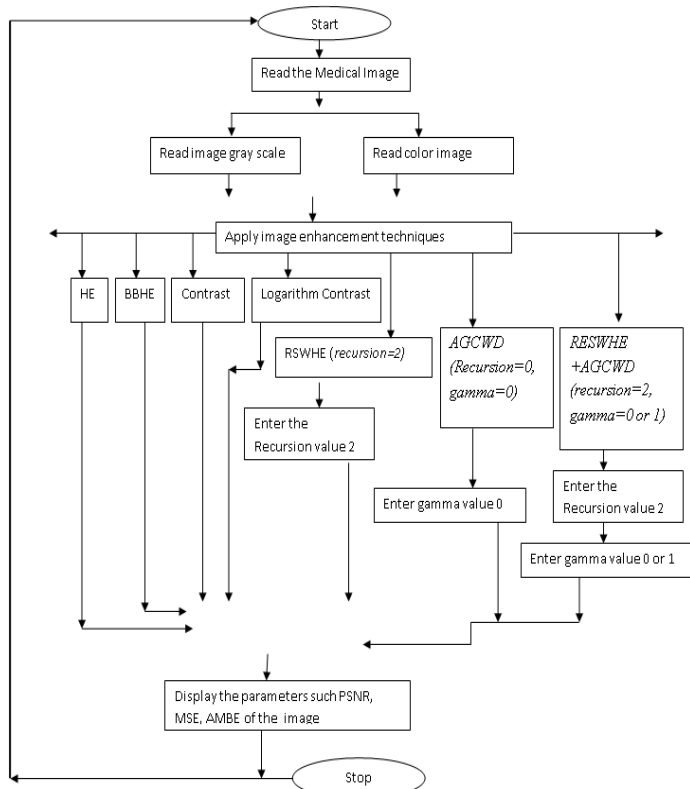 Start
Read the Medical Image
Read image gray scale
Read color image
Apply image enhancement techniques
HE
BBHE
Contrast
Logarithm Contrast
RSWHE (recursion=2)
AGCWD
(Recursion=0,
gamma=0)
RESWHE
+AGCWD
(recursion=2,
gamma=0 or 1)
Enter the
Recursion value 2
Enter gamma value 0
Enter the
Recursion value 2
Enter gamma value 0 or 1
Display the parameters such PSNR,
MSE, AMBE of the image
Stop